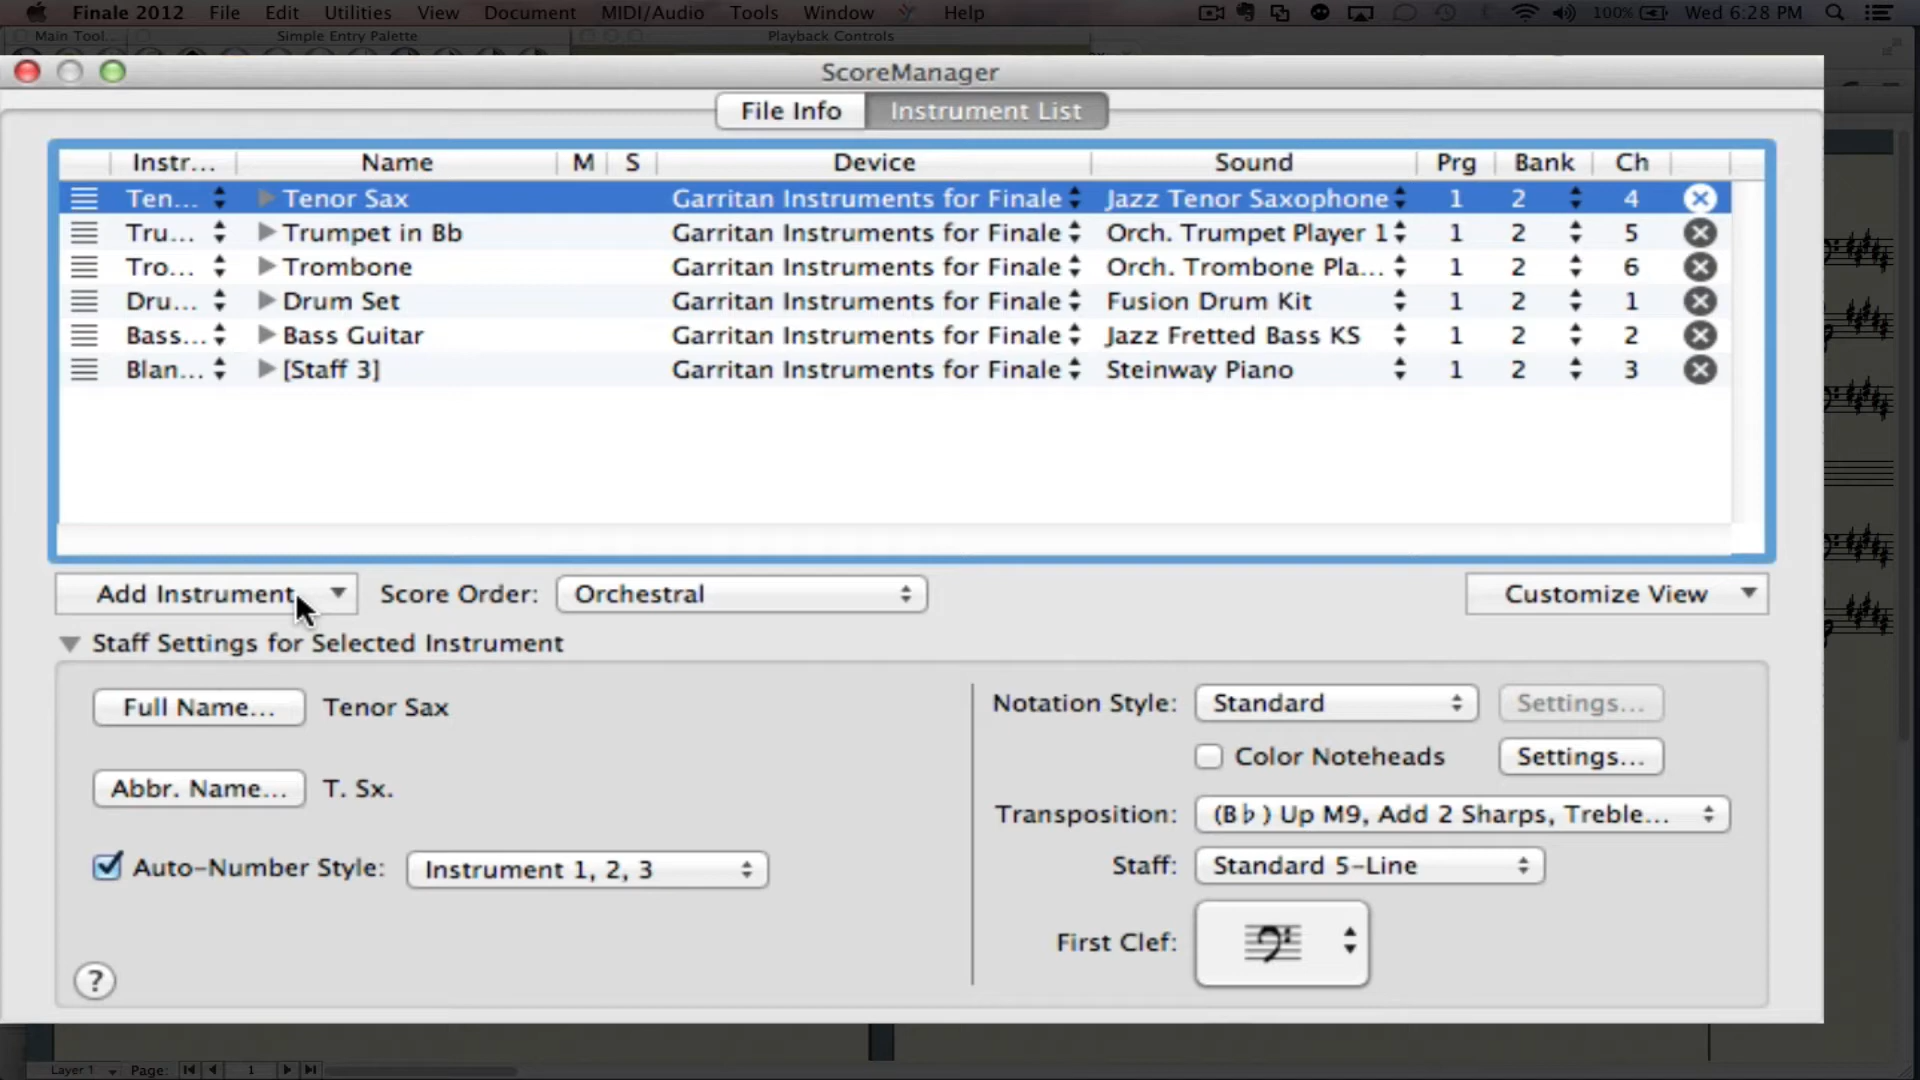 Finale 2012 File Edit Utilities View Document MIDI/Audio Tools Window Help 100% Wed 6:28 PM
Main Tool... Simple Entry Palette Playback Controls
ScoreManager
File Info Instrument List
Instr... Name M S Device Sound Prg Bank Ch
Ten... Tenor Sax Garritan Instruments for Finale Jazz Tenor Saxophone 1 2 4
Tru... Trumpet in Bb Garritan Instruments for Finale Orch. Trumpet Player 1 1 2 5
Tro... Trombone Garritan Instruments for Finale Orch. Trombone Pla... 1 2 6
Dru... Drum Set Garritan Instruments for Finale Fusion Drum Kit 1 2 1
Bass... Bass Guitar Garritan Instruments for Finale Jazz Fretted Bass KS 1 2 2
Blan... [Staff 3] Garritan Instruments for Finale Steinway Piano 1 2 3
Add Instrument Score Order: Orchestral Customize View
Staff Settings for Selected Instrument
Full Name... Tenor Sax Notation Style: Standard Settings...
Color Noteheads Settings...
Abbr. Name... T. Sx. Transposition: (B♭) Up M9, Add 2 Sharps, Treble...
Auto-Number Style: Instrument 1, 2, 3 Staff: Standard 5-Line
First Clef:
?
Layer 1 Page: 1